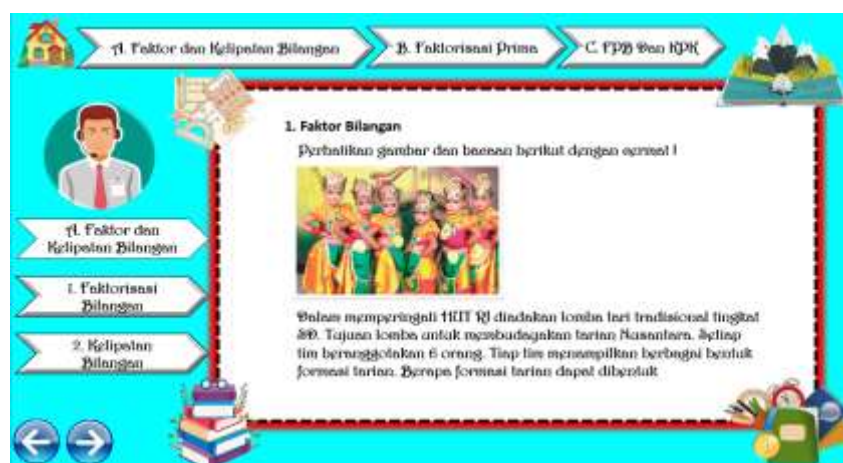 A. Faktor dan Kelipatan Bilangan
B. Faktorisasi Prima
C. FPB Dan KPK
A. Faktor dan
Kelipatan Bilangan
1. Faktorisasi
Bilangan
2. Kelipatan
Bilangan
1. Faktor Bilangan
Perhatikan gambar dan bacaan berikut dengan cermat !
Dalam memperingati HUT RI diadakan lomba tari tradisional tingkat
SD. Tujuan lomba untuk membudayakan tarian Nusantara. Setiap
tim beranggotakan 6 orang. Tiap tim menampilkan berbagai bentuk
formasi tarian. Berapa formasi tarian dapat dibentuk